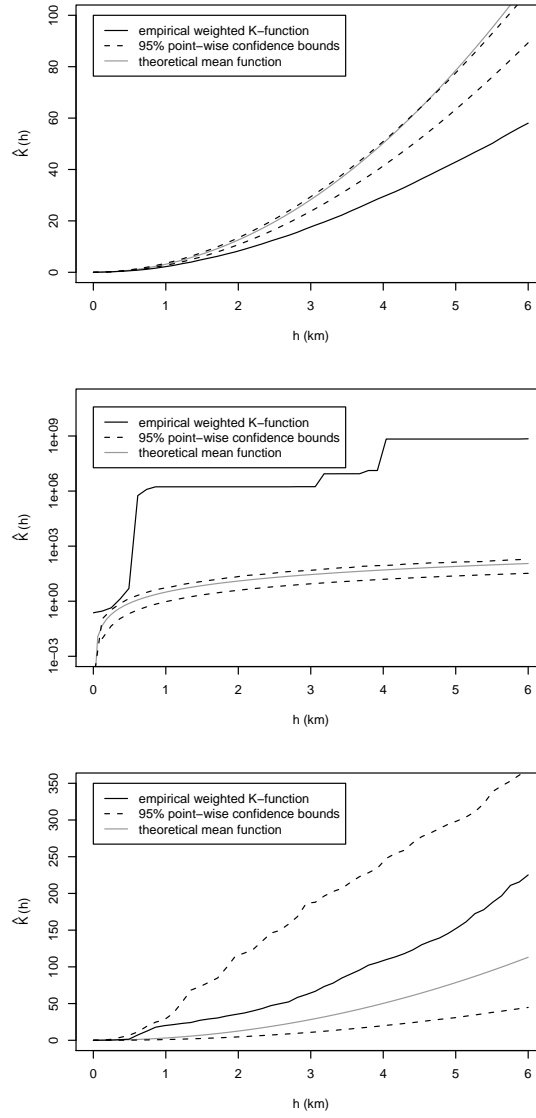 100
80
60
40
20
0
K̂(h)
empirical weighted K−function
95% point−wise confidence bounds
theoretical mean function
0 1 2 3 4 5 6
h (km)
1e+09
1e+06
1e+03
1e+00
1e−03
K̂(h)
empirical weighted K−function
95% point−wise confidence bounds
theoretical mean function
0 1 2 3 4 5 6
h (km)
350
300
250
200
150
100
50
0
K̂(h)
empirical weighted K−function
95% point−wise confidence bounds
theoretical mean function
0 1 2 3 4 5 6
h (km)